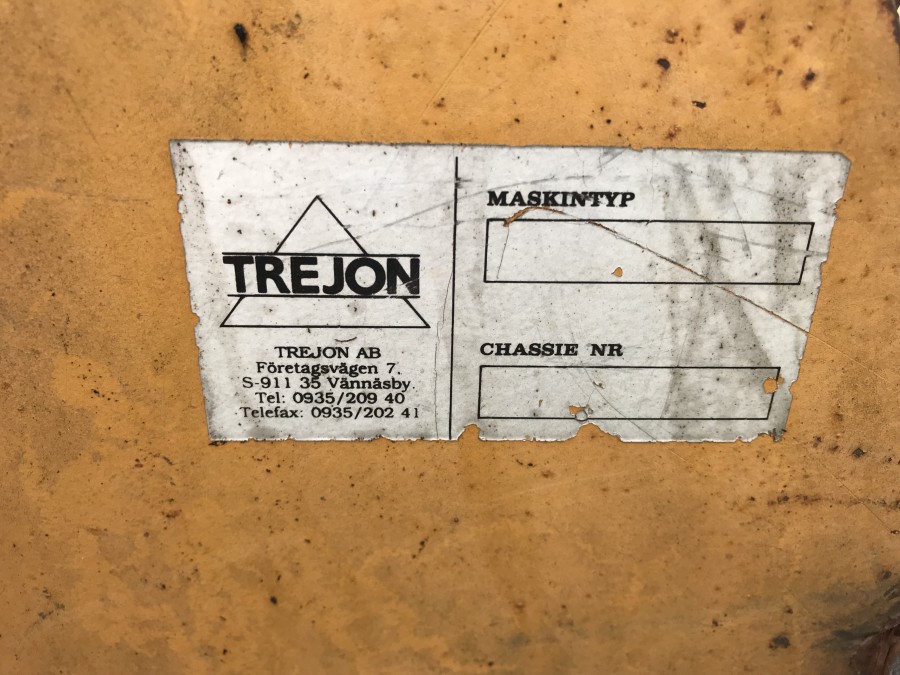 TREJON
TREJON AB
Företagsvägen 7.
S-911 35 Vännäsby.
Tel: 0935/209 40
Telefax: 0935/202 41
MASKINTYP
CHASSIE NR